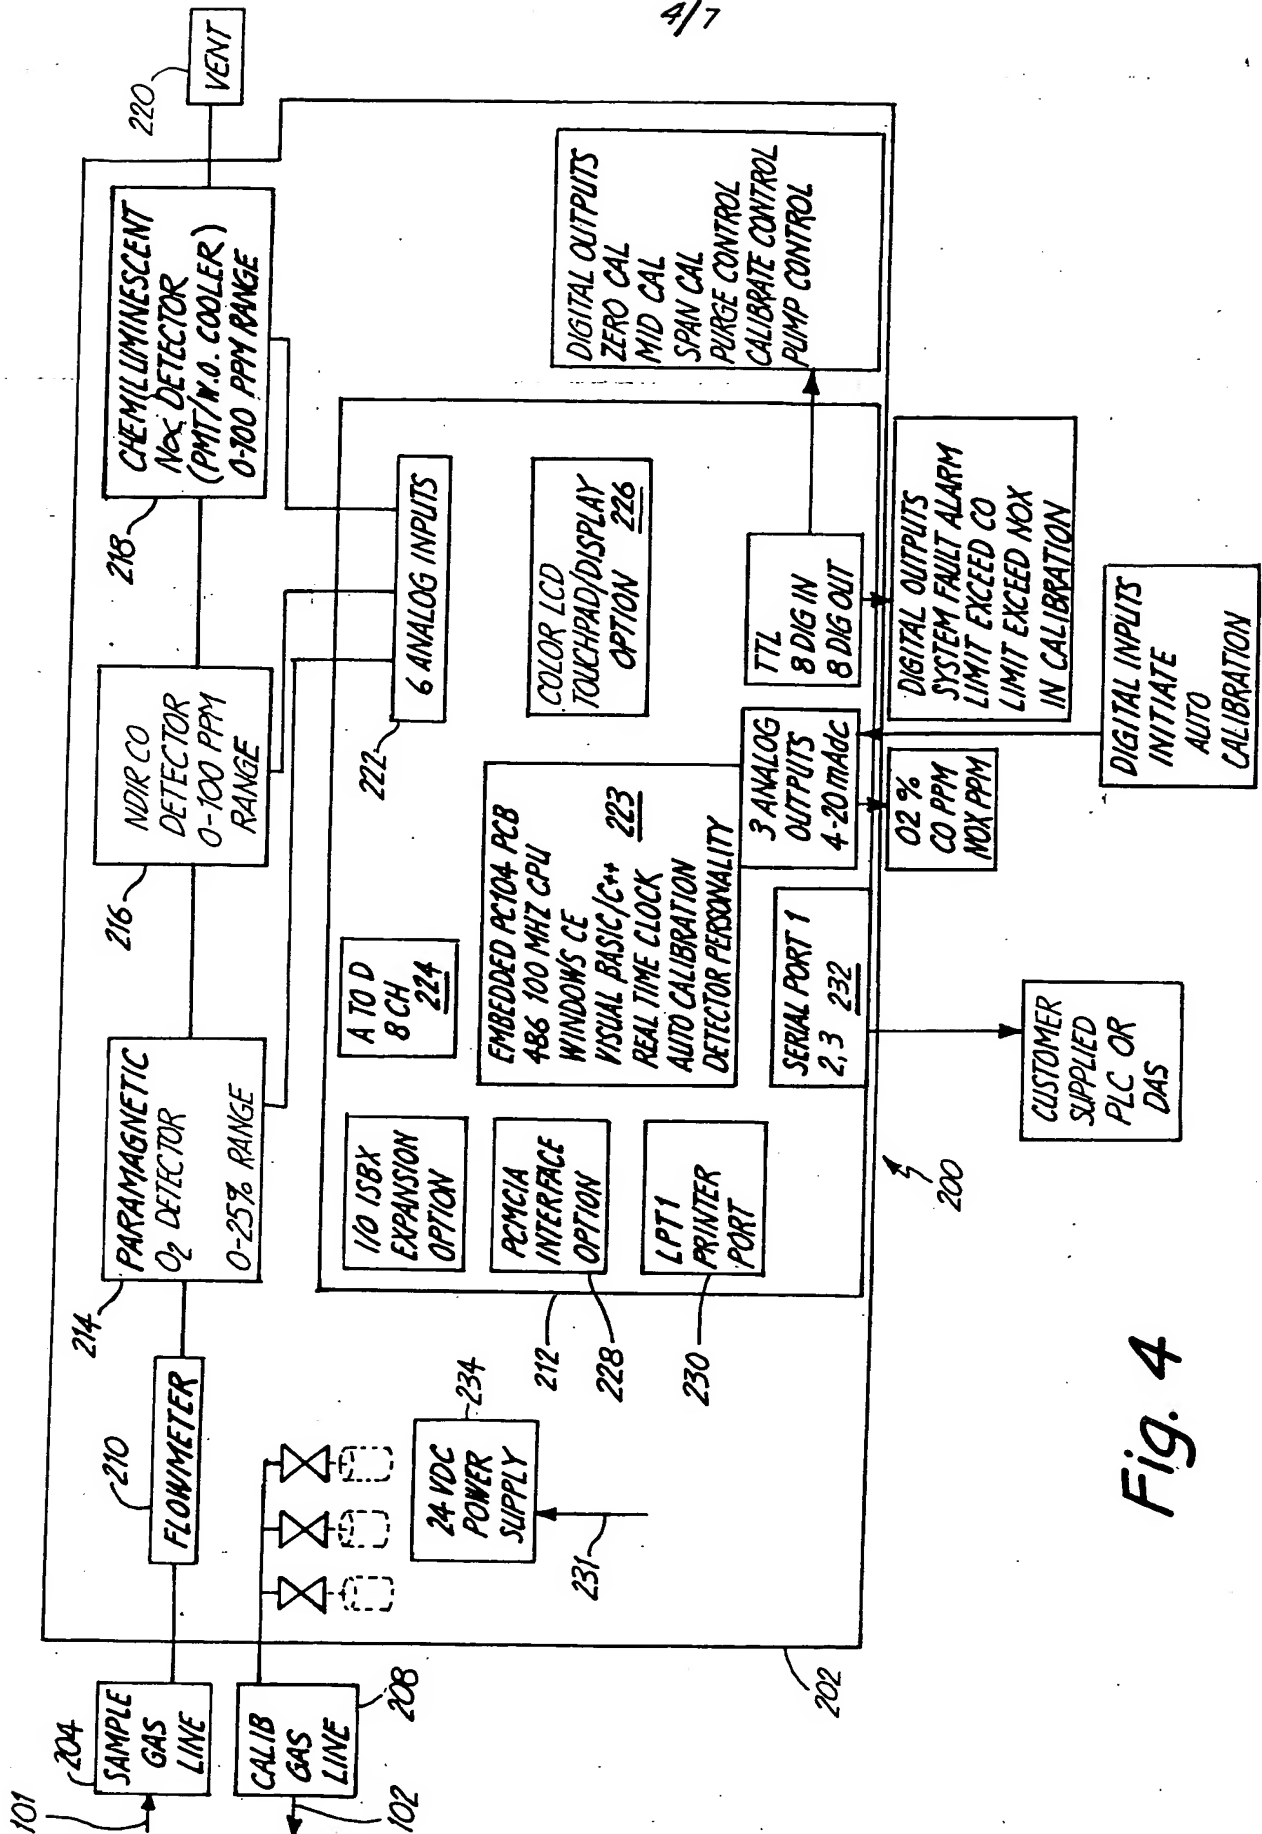 4/7
101
204
SAMPLE
GAS
LINE
102
208
CALIB
GAS
LINE
210
FLOWMETER
214
PARAMAGNETIC
O2 DETECTOR
0-25% RANGE
216
NDIR CO
DETECTOR
0-100 PPM
RANGE
218
CHEMILUMINESCENT
NOX DETECTOR
(PMT/W.O. COOLER)
0-100 PPM RANGE
220
VENT
202
234
24 VDC
POWER
SUPPLY
231
212
I/O ISBX
EXPANSION
OPTION
228
PCMCIA
INTERFACE
OPTION
230
LPT1
PRINTER
PORT
A TO D
8 CH
224
222
6 ANALOG INPUTS
EMBEDDED PC104 PCB
486 100 MHZ CPU
WINDOWS CE
VISUAL BASIC/C++ 223
REAL TIME CLOCK
AUTO CALIBRATION
DETECTOR PERSONALITY
COLOR LCD
TOUCHPAD/DISPLAY
OPTION 226
SERIAL PORT 1
2, 3 232
3 ANALOG
OUTPUTS
4-20 mAdc
TTL
8 DIG IN
8 DIG OUT
DIGITAL OUTPUTS
ZERO CAL
MID CAL
SPAN CAL
PURGE CONTROL
CALIBRATE CONTROL
PUMP CONTROL
200
CUSTOMER
SUPPLIED
PLC OR
DAS
O2 %
CO PPM
NOX PPM
DIGITAL OUTPUTS
SYSTEM FAULT ALARM
LIMIT EXCEED CO
LIMIT EXCEED NOX
IN CALIBRATION
DIGITAL INPUTS
INITIATE
AUTO
CALIBRATION
Fig. 4